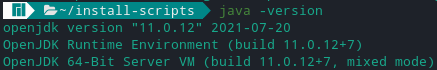 ~/install-scripts java -version
openjdk version "11.0.12" 2021-07-20
OpenJDK Runtime Environment (build 11.0.12+7)
OpenJDK 64-Bit Server VM (build 11.0.12+7, mixed mode)